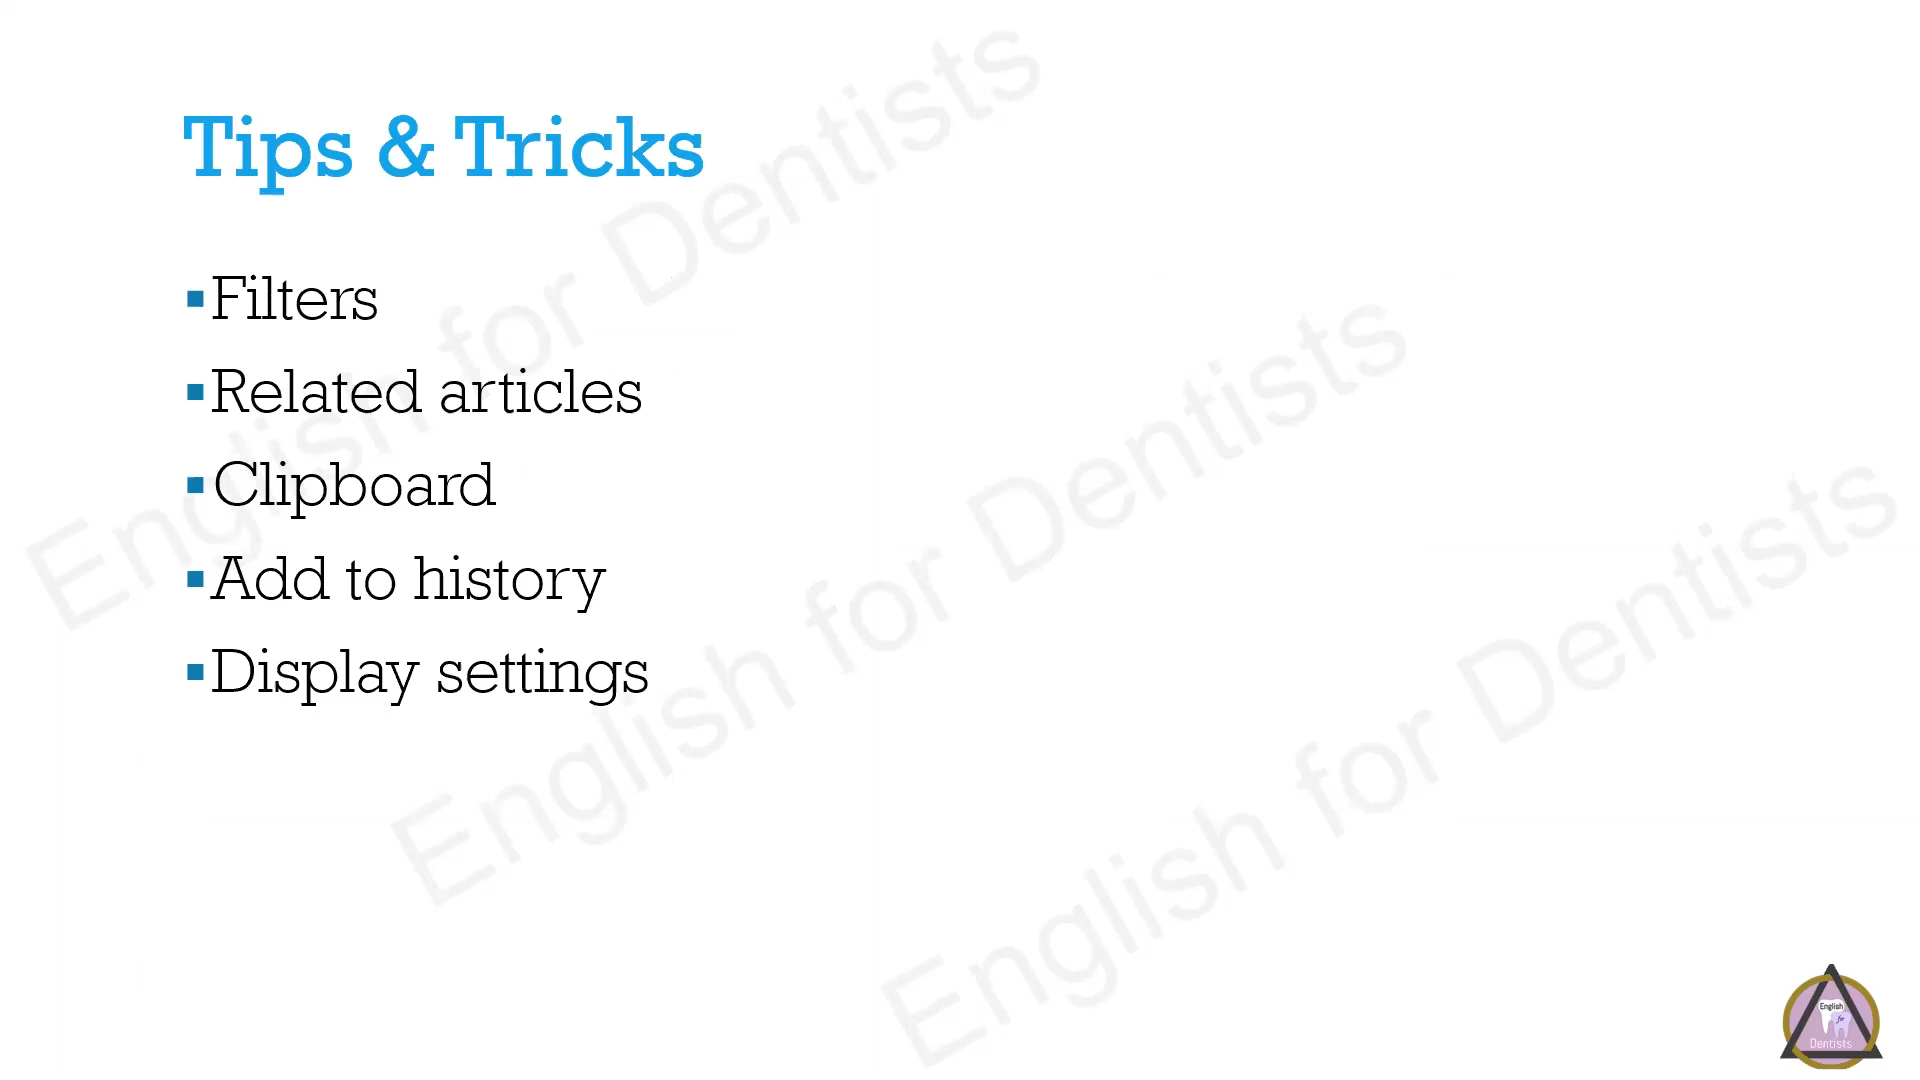 Tips & Tricks
▪Filters
▪Related articles
▪Clipboard
▪Add to history
▪Display settings
English for Dentists
English for Dentists
English for Dentists
English
for
Dentists